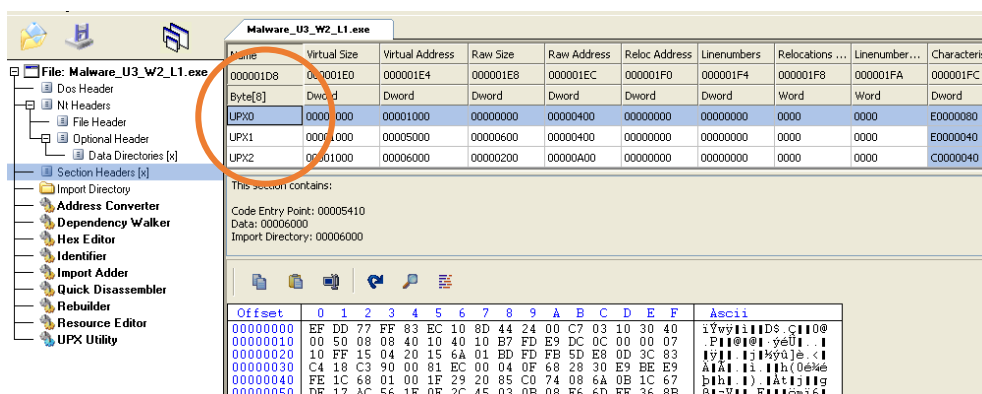 Malware_U3_W2_L1.exe
Name Virtual Size Virtual Address Raw Size Raw Address Reloc Address Linenumbers Relocations ... Linenumber... Characteris
000001D8 000001E0 000001E4 000001E8 000001EC 000001F0 000001F4 000001F8 000001FA 000001FC
Byte[8] Dword Dword Dword Dword Dword Dword Word Word Dword
UPX0 00001000 00000000 00000400 00000000 00000000 0000 0000 E0000080
UPX1 00001000 00005000 00000600 00000400 00000000 00000000 0000 0000 E0000040
UPX2 00001000 00006000 00000200 00000A00 00000000 00000000 0000 0000 C0000040
File: Malware_U3_W2_L1.exe
Dos Header
Nt Headers
File Header
Optional Header
Data Directories [x]
Section Headers [x]
Import Directory
Address Converter
Dependency Walker
Hex Editor
Identifier
Import Adder
Quick Disassembler
Rebuilder
Resource Editor
UPX Utility
This section contains:
Code Entry Point: 00005410
Data: 00006000
Import Directory: 00006000
Offset 0 1 2 3 4 5 6 7 8 9 A B C D E F Ascii
00000000 EF DD 77 FF 83 EC 10 8D 44 24 00 C7 03 10 30 40
00000010 00 50 08 08 40 10 40 10 B7 FD E9 DC 0C 00 00 07
00000020 10 FF 15 04 20 15 6A 01 BD FD FB 5D E8 0D 3C 83
00000030 C4 18 C3 90 00 81 EC 00 04 0F 68 28 30 E9 BE E9
00000040 FE 1C 68 01 00 1F 29 20 85 C0 74 08 6A 0B 1C 67